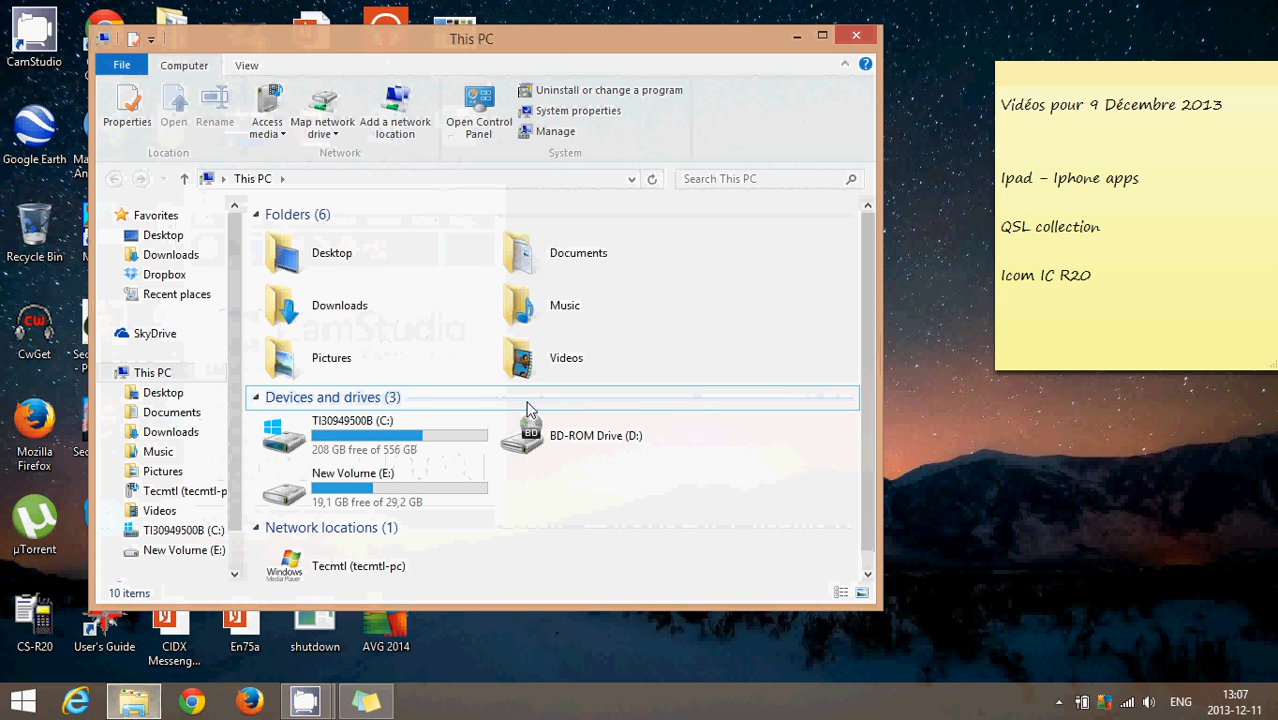 This PC
File Computer View
Properties
Open
Rename
Access media
Map network drive
Add a network location
Open Control Panel
Uninstall or change a program
System properties
Manage
Location
Network
System
This PC
Search This PC
Favorites
Desktop
Downloads
Dropbox
Recent places
SkyDrive
This PC
Desktop
Documents
Downloads
Music
Pictures
Tecmtl (tecmtl-p
Videos
TI30949500B (C:)
New Volume (E:)
Folders (6)
Desktop
Documents
Downloads
Music
Pictures
Videos
Devices and drives (3)
TI30949500B (C:)
208 GB free of 556 GB
BD
BD-ROM Drive (D:)
New Volume (E:)
19,1 GB free of 29,2 GB
Network locations (1)
Windows
Media Player
Tecmtl (tecmtl-pc)
10 items
CamStudio
CamStudio
Google Earth
Recycle Bin
CW
CwGet
Mozilla Firefox
µTorrent
CS-R20
User's Guide
CIDX Messeng...
En75a
shutdown
AVG 2014
Vidéos pour 9 Décembre 2013
Ipad - Iphone apps
QSL collection
Icom IC R20
ENG
13:07
2013-12-11